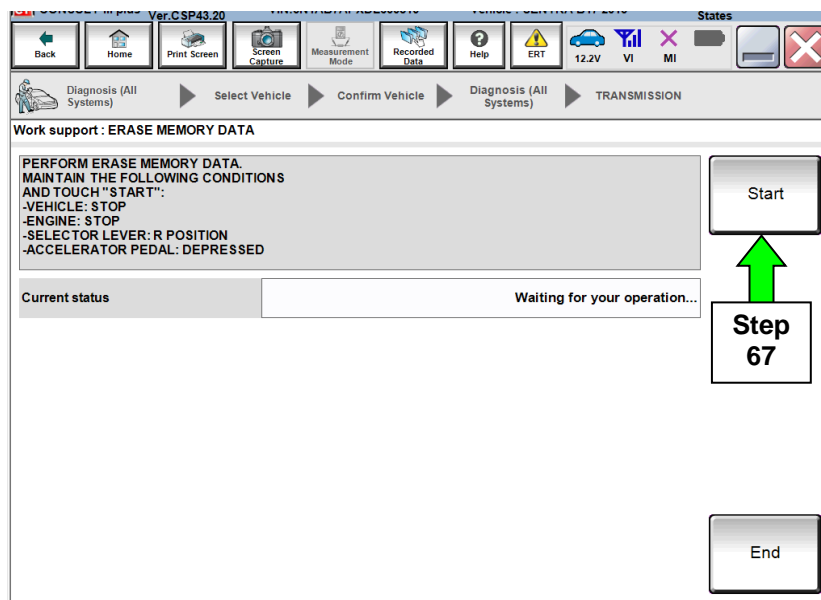 Ver.CSP43.20
States
Back
Home
Print Screen
Screen
Capture
Measurement
Mode
Recorded
Data
Help
ERT
12.2V
VI
MI
Diagnosis (All
Systems)
Select Vehicle
Confirm Vehicle
Diagnosis (All
Systems)
TRANSMISSION
Work support : ERASE MEMORY DATA
PERFORM ERASE MEMORY DATA.
MAINTAIN THE FOLLOWING CONDITIONS
AND TOUCH "START":
-VEHICLE: STOP
-ENGINE: STOP
-SELECTOR LEVER: R POSITION
-ACCELERATOR PEDAL: DEPRESSED
Start
Current status
Waiting for your operation...
Step
67
End